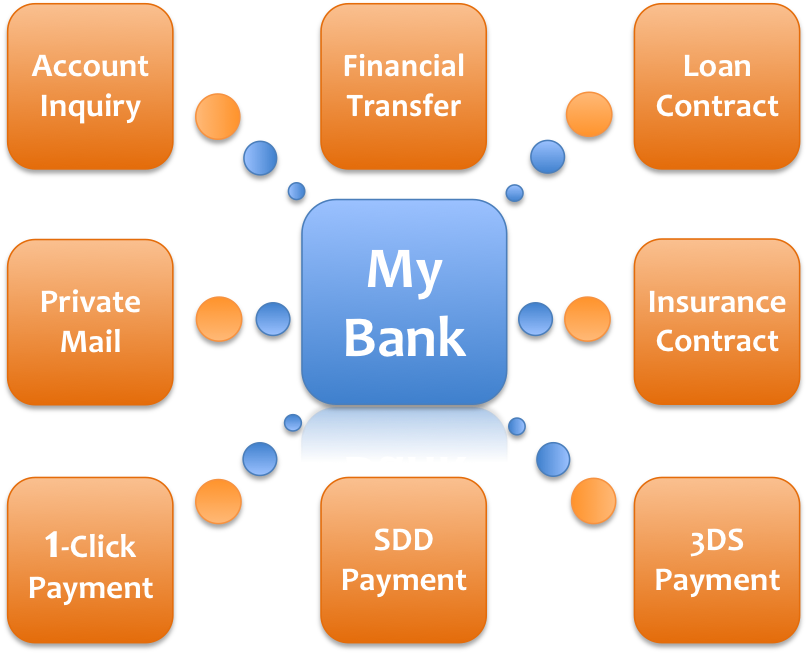 Account
Inquiry
Financial
Transfer
Loan
Contract
Private
Mail
My
Bank
Insurance
Contract
1-Click
Payment
SDD
Payment
3DS
Payment